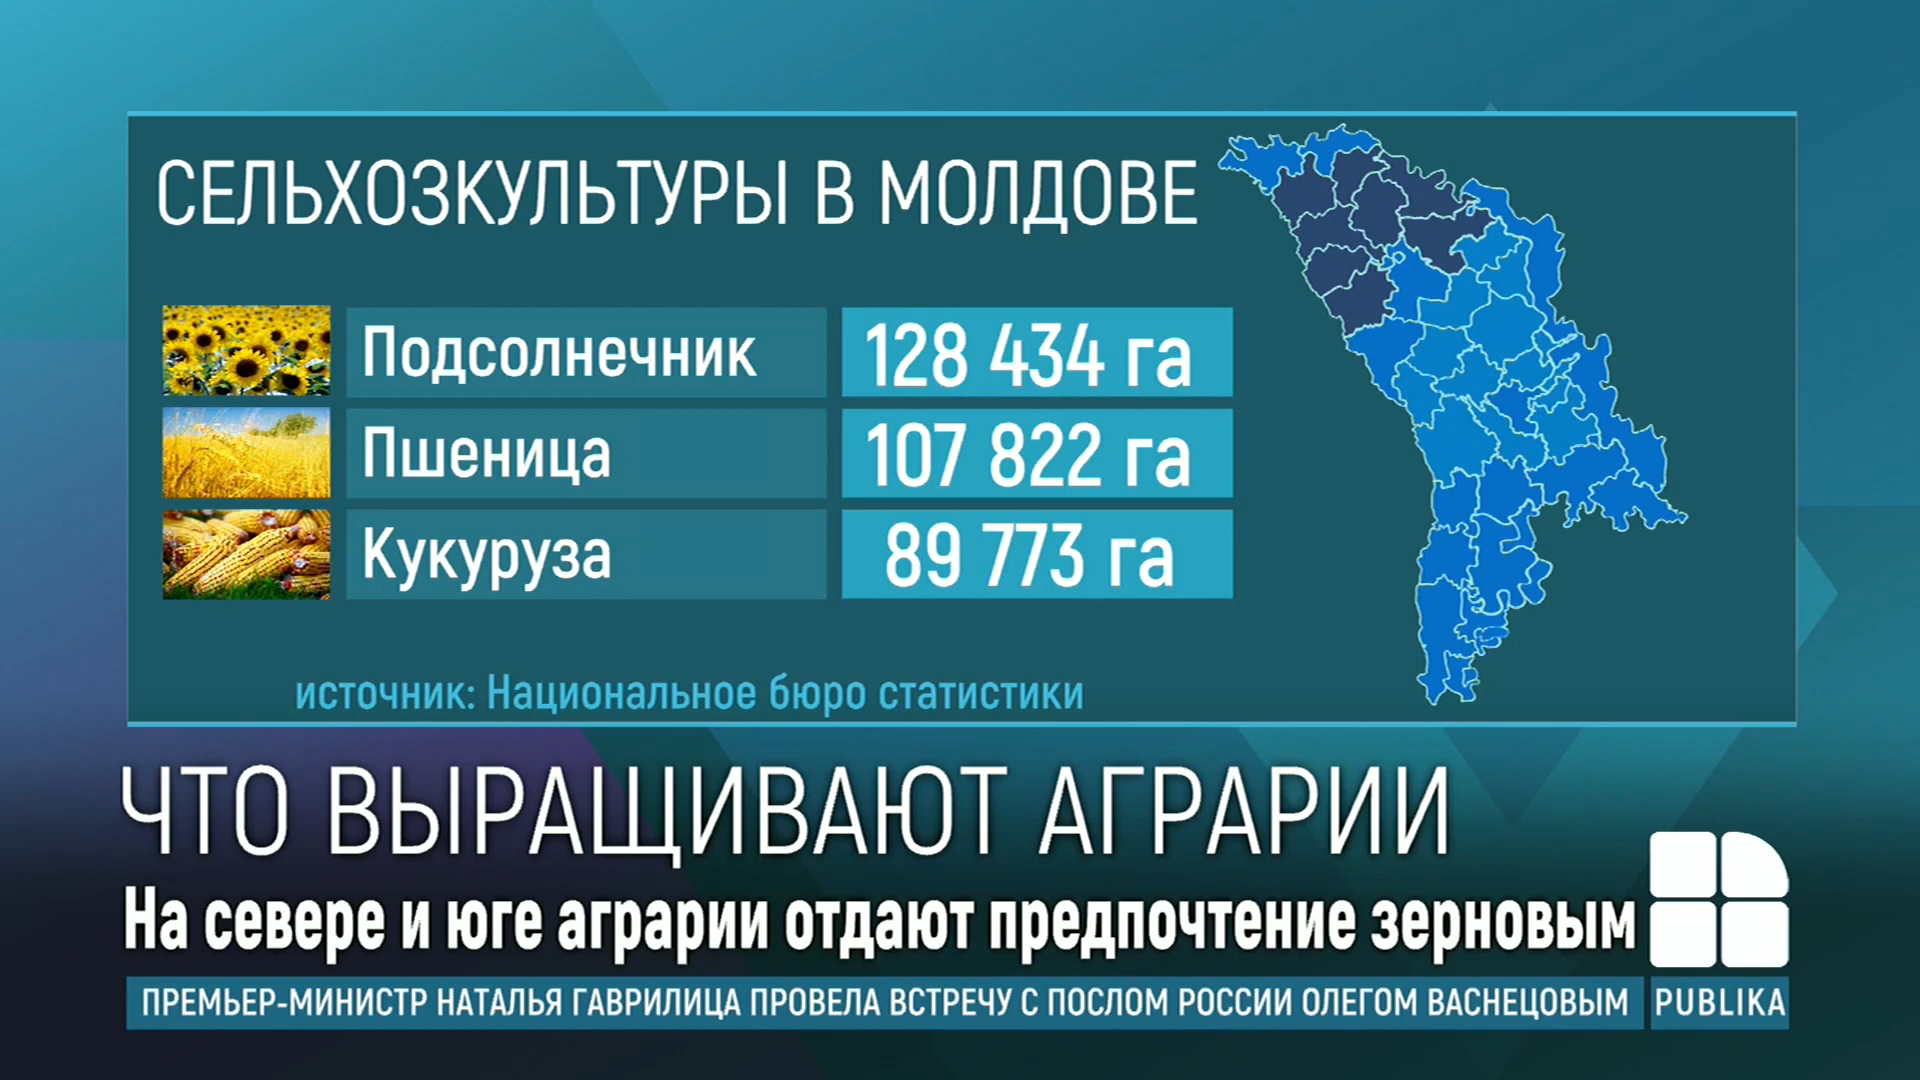 СЕЛЬХОЗКУЛЬТУРЫ В МОЛДОВЕ
Подсолнечник 128 434 га
Пшеница 107 822 га
Кукуруза 89 773 га
источник: Национальное бюро статистики
ЧТО ВЫРАЩИВАЮТ АГРАРИИ
На севере и юге аграрии отдают предпочтение зерновым
ПРЕМЬЕР-МИНИСТР НАТАЛЬЯ ГАВРИЛИЦА ПРОВЕЛА ВСТРЕЧУ С ПОСЛОМ РОССИИ ОЛЕГОМ ВАСНЕЦОВЫМ PUBLIKA